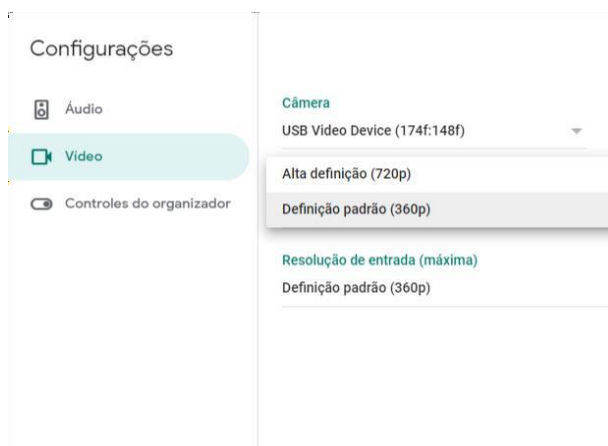 Configurações
Áudio
Vídeo
Controles do organizador
Câmera
USB Video Device (174f:148f)
Alta definição (720p)
Definição padrão (360p)
Resolução de entrada (máxima)
Definição padrão (360p)